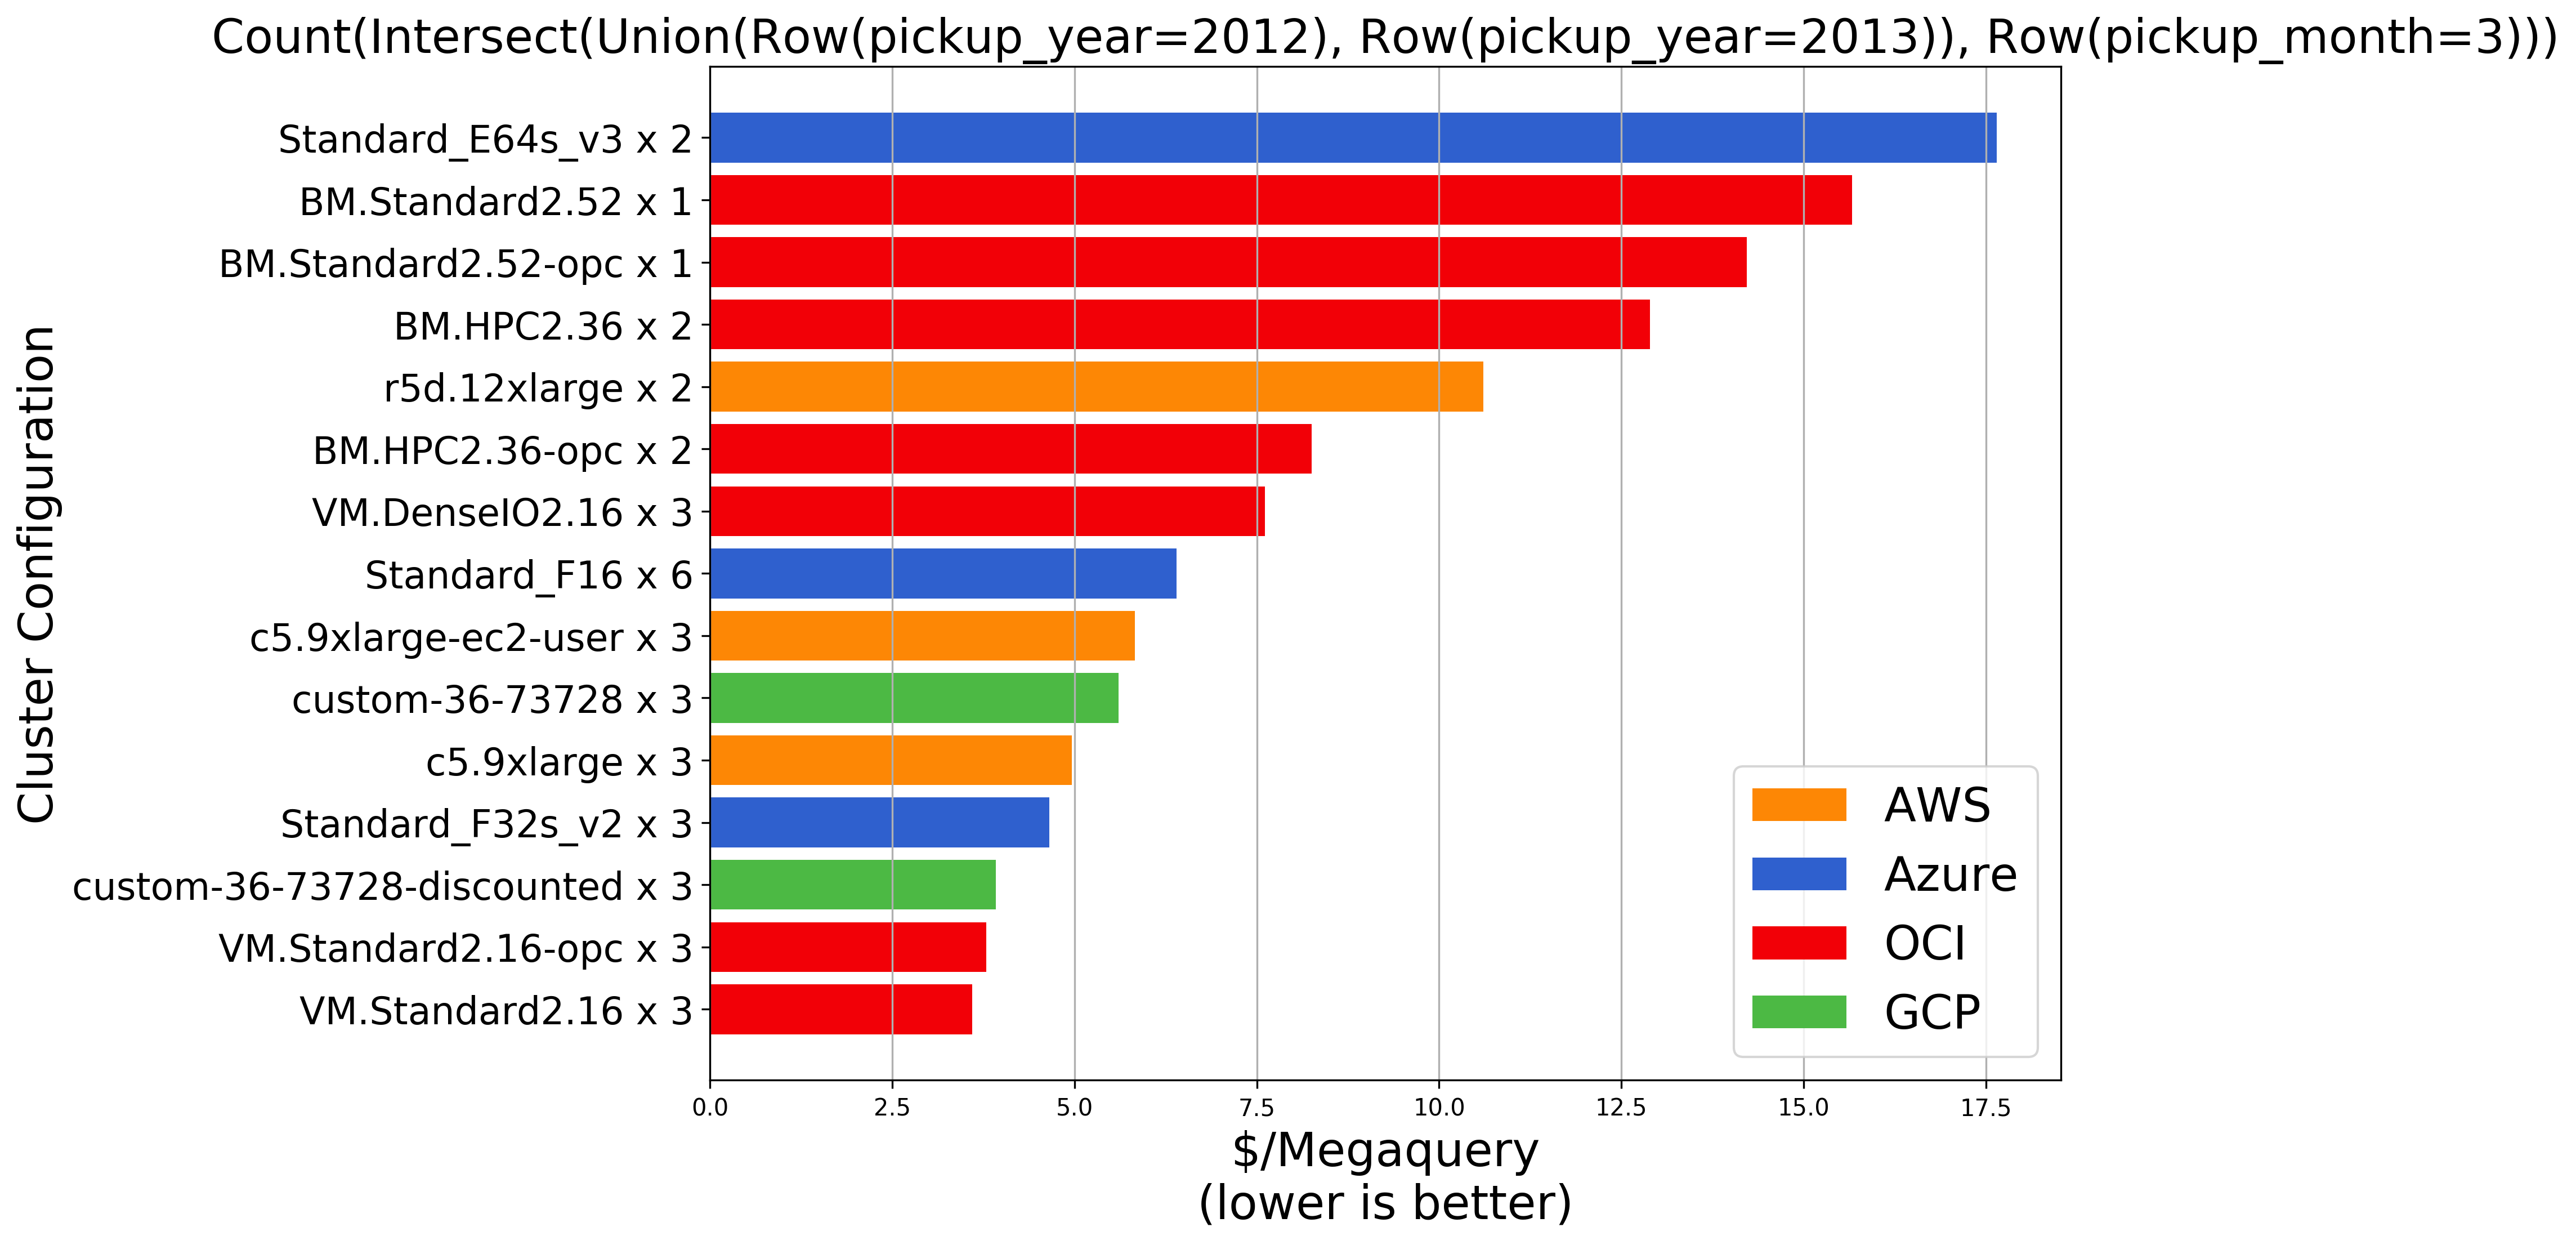 Count(Intersect(Union(Row(pickup_year=2012), Row(pickup_year=2013)), Row(pickup_month=3)))
Cluster Configuration
Standard_E64s_v3 x 2
BM.Standard2.52 x 1
BM.Standard2.52-opc x 1
BM.HPC2.36 x 2
r5d.12xlarge x 2
BM.HPC2.36-opc x 2
VM.DenseIO2.16 x 3
Standard_F16 x 6
c5.9xlarge-ec2-user x 3
custom-36-73728 x 3
c5.9xlarge x 3
Standard_F32s_v2 x 3
custom-36-73728-discounted x 3
VM.Standard2.16-opc x 3
VM.Standard2.16 x 3
AWS
Azure
OCI
GCP
0.0 2.5 5.0 7.5 10.0 12.5 15.0 17.5
$/Megaquery
(lower is better)